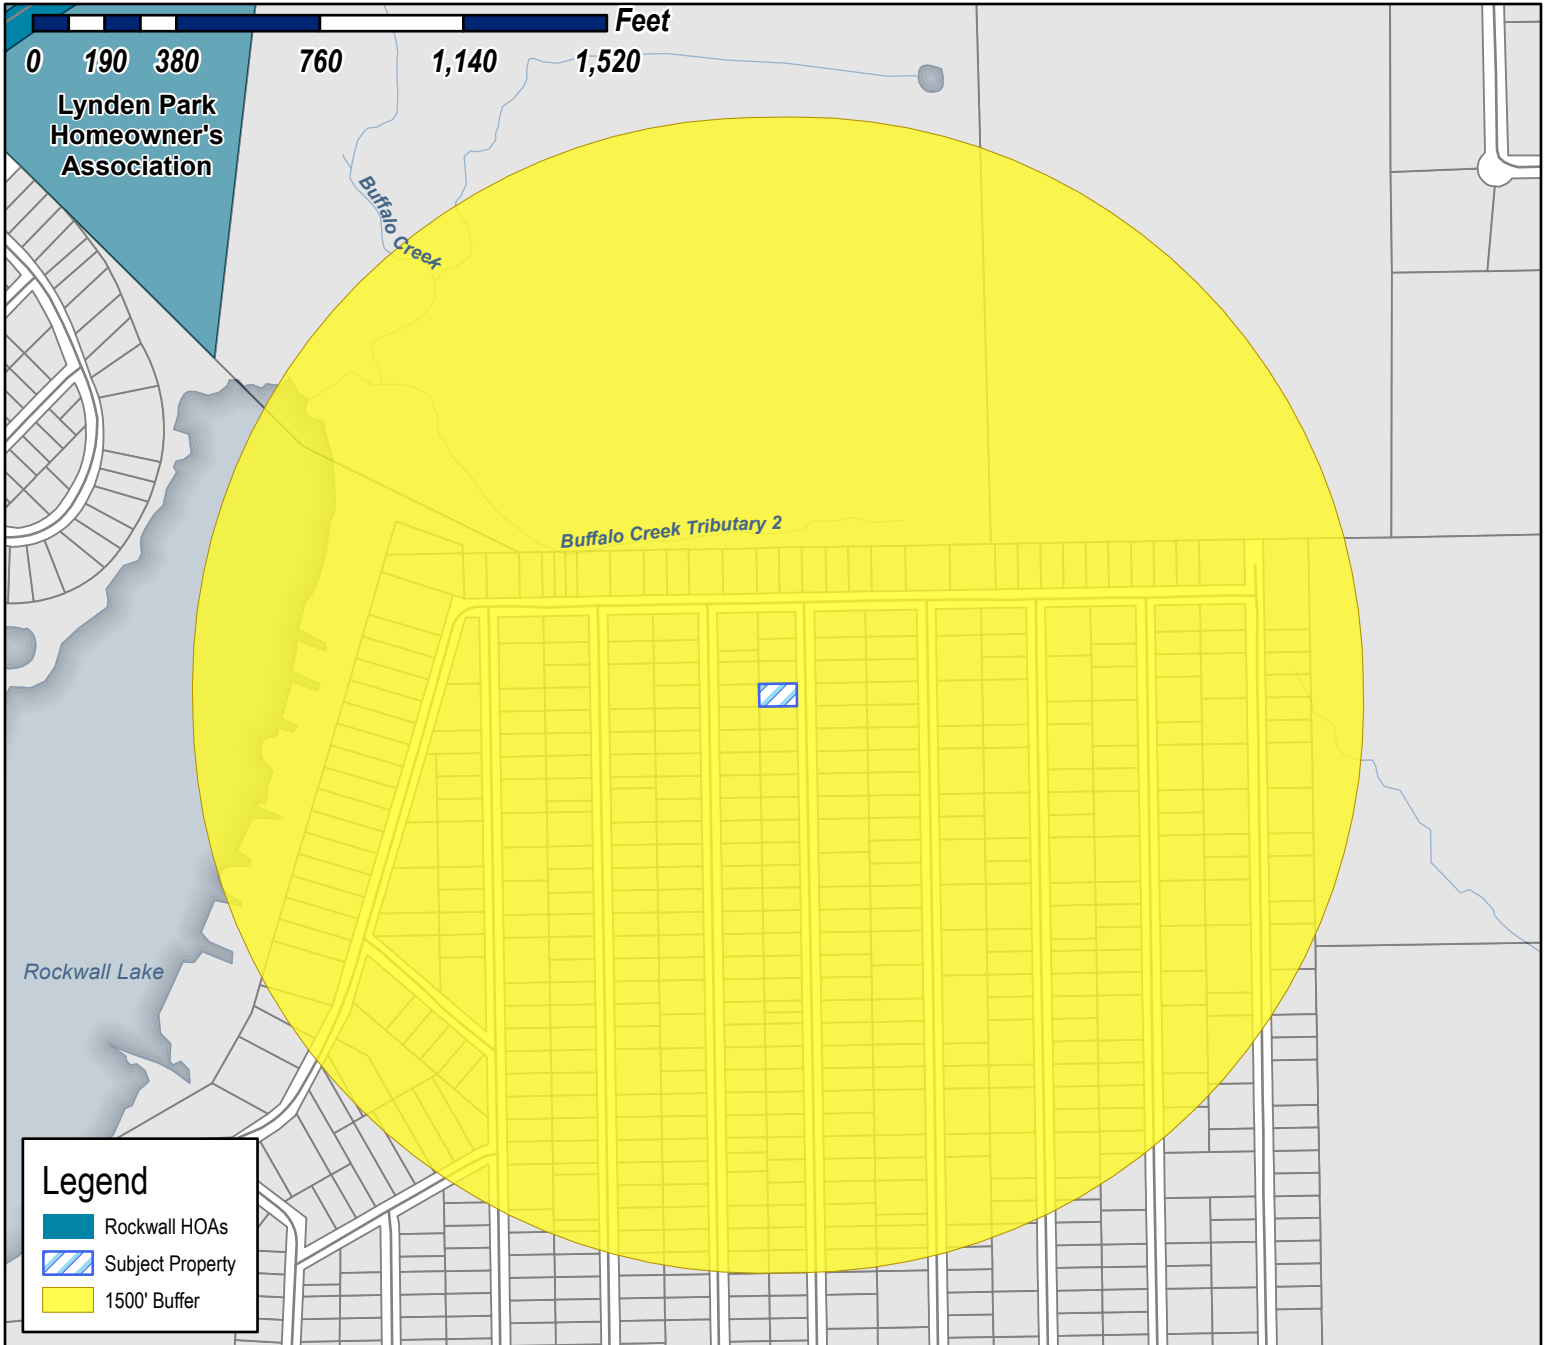 Feet
0 190 380 760 1,140 1,520
Lynden Park
Homeowner's
Association
Buffalo Creek
Buffalo Creek Tributary 2
Rockwall Lake
Legend
Rockwall HOAs
Subject Property
1500' Buffer